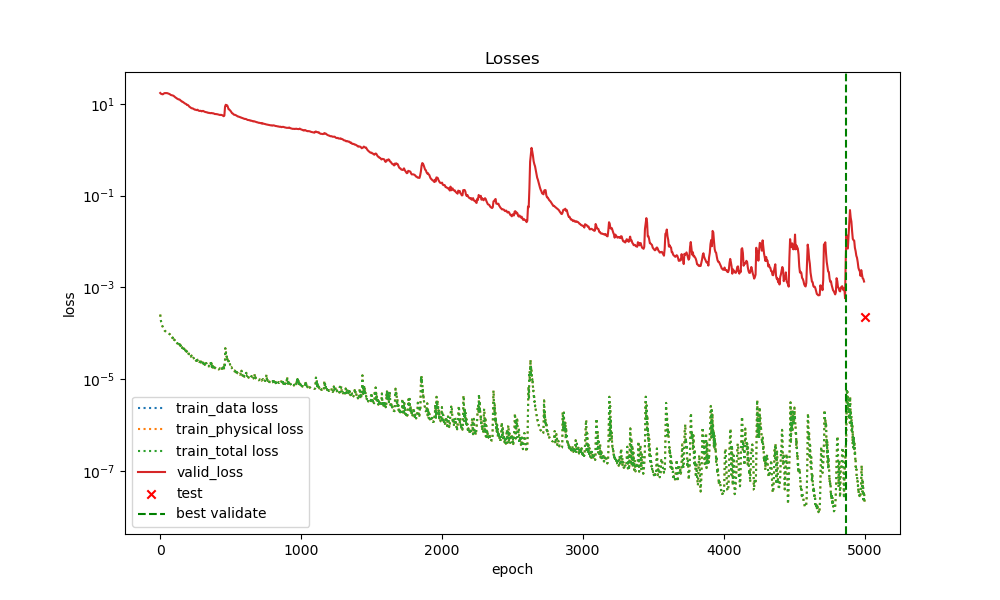 Losses
loss
10^1
10^−1
10^−3
10^−5
10^−7
train_data loss
train_physical loss
train_total loss
valid_loss
test
best validate
0
1000
2000
3000
4000
5000
epoch